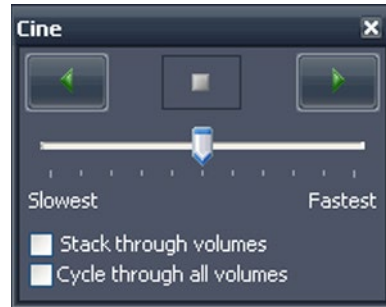 Cine
Slowest Fastest
Stack through volumes
Cycle through all volumes